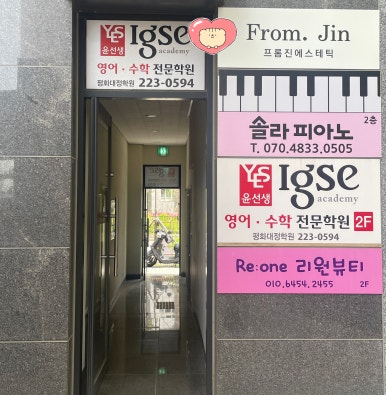 YES
윤선생
Igse
academy
영어 · 수학 전문학원
평화대정학원 223-0594
From. Jin
프롬진에스테틱
2층
솔라 피아노
T. 070.4833.0505
YES
윤선생
Igse
academy
영어 · 수학 전문학원 2F
평화대정학원 223-0594
Re:one 리원뷰티
010.6454.2455 2F